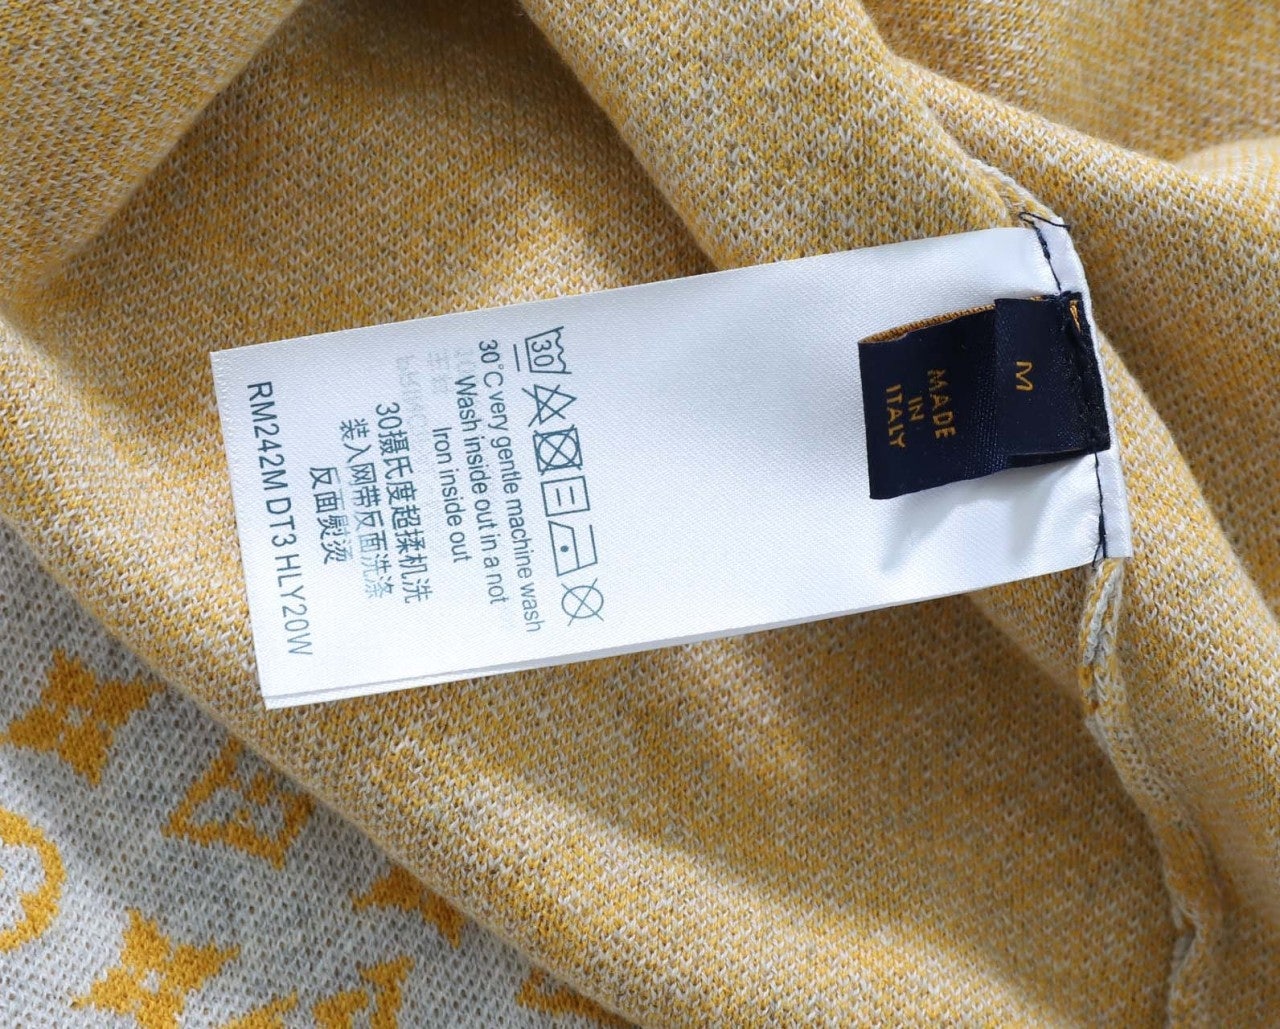 M
MADE
IN
ITALY
30
30°C very gentle machine wash
Wash inside out in a not
Iron inside out
30摄氏度超揉机洗
装入网带反面洗涤
反面熨烫
RM242M DT3 HLY20W